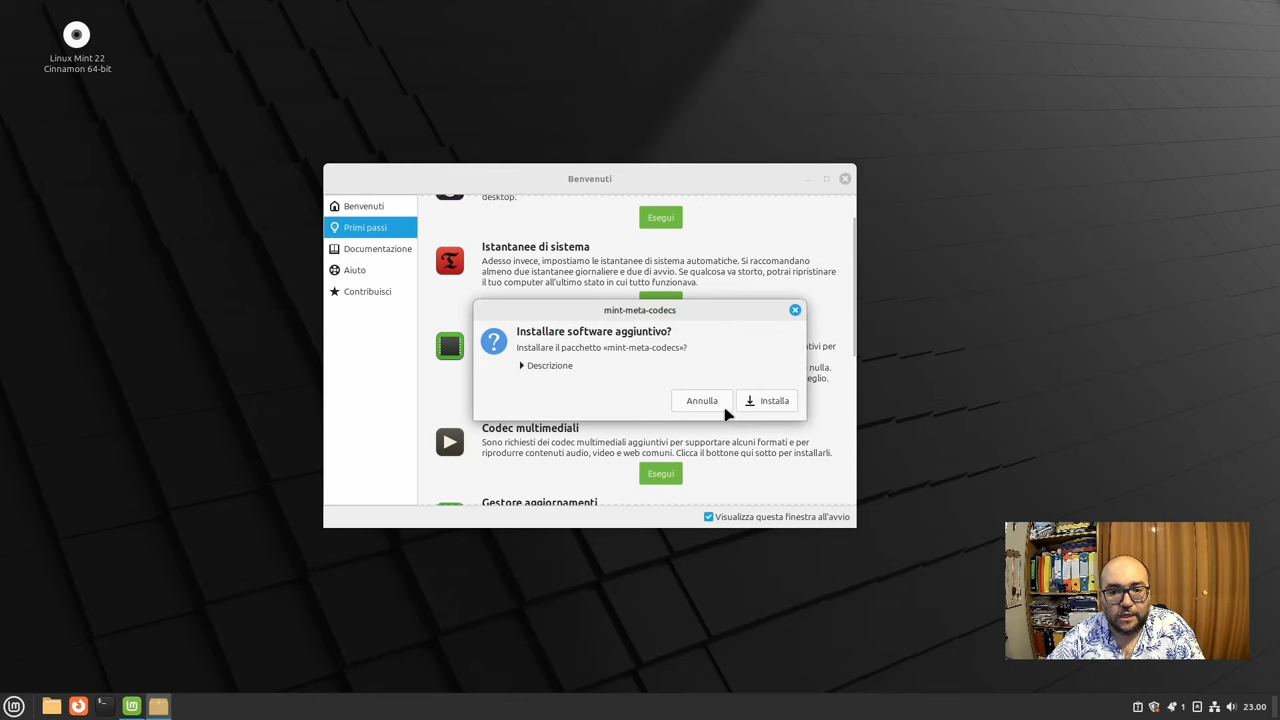 Linux Mint 22
Cinnamon 64-bit
Benvenuti
Benvenuti
Primi passi
Documentazione
Aiuto
Contribuisci
desktop.
Esegui
Istantanee di sistema
Adesso invece, impostiamo le istantanee di sistema automatiche. Si raccomandano
almeno due istantanee giornaliere e due di avvio. Se qualcosa va storto, potrai ripristinare
il tuo computer all'ultimo stato in cui tutto funzionava.
mint-meta-codecs
Installare software aggiuntivo?
Installare il pacchetto «mint-meta-codecs»?
Descrizione
Annulla
Installa
per
nulla.
Codec multimediali
Sono richiesti dei codec multimediali aggiuntivi per supportare alcuni formati e per
riprodurre contenuti audio, video e web comuni. Clicca il bottone qui sotto per installarli.
Esegui
Gestore aggiornamenti
Visualizza questa finestra all'avvio
1
23.00